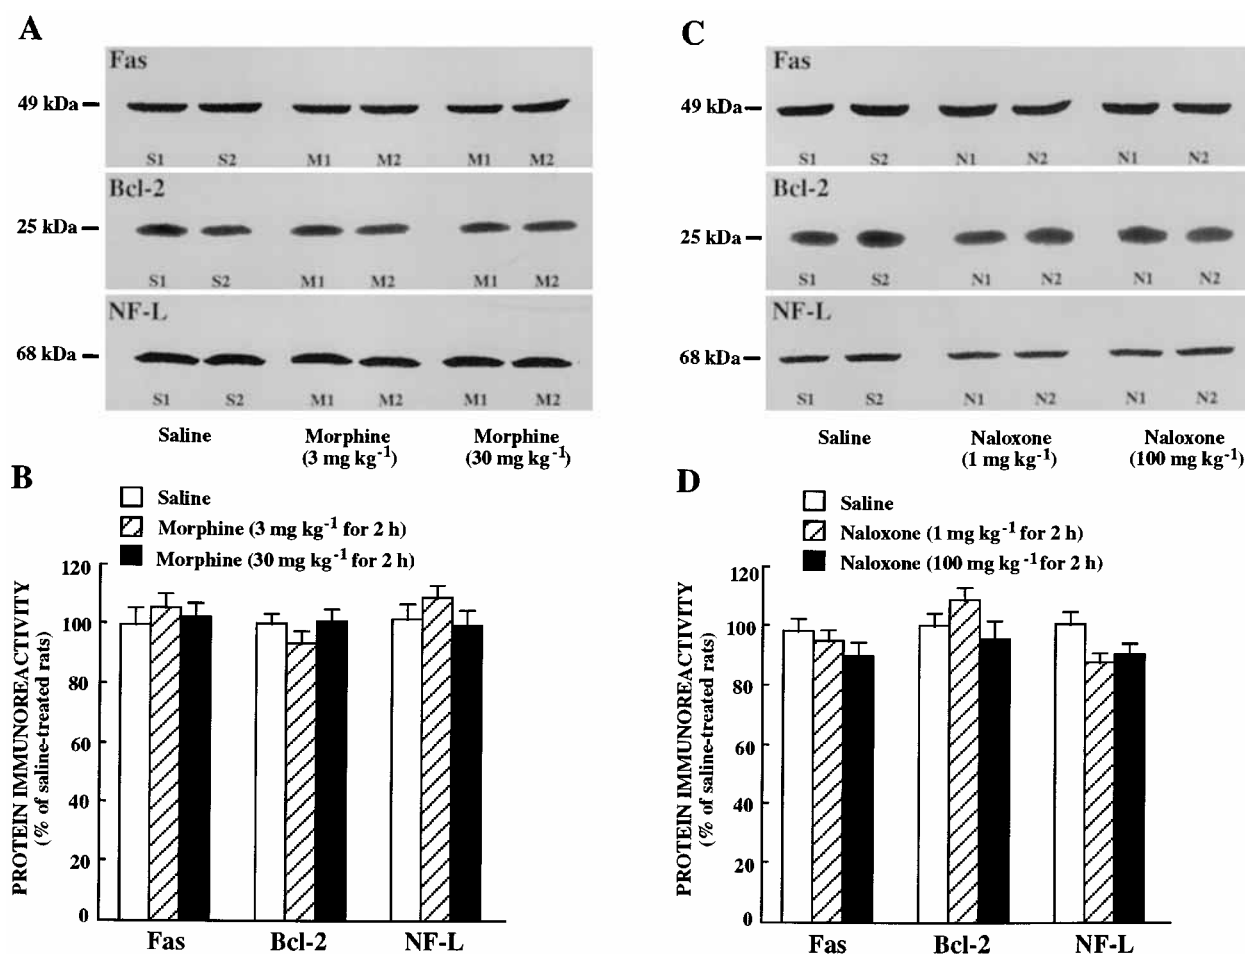 A
Fas
49 kDa
S1 S2 M1 M2 M1 M2
Bcl-2
25 kDa
S1 S2 M1 M2 M1 M2
NF-L
68 kDa
S1 S2 M1 M2 M1 M2
Saline Morphine (3 mg kg⁻¹) Morphine (30 mg kg⁻¹)
B
Saline
Morphine (3 mg kg⁻¹ for 2 h)
Morphine (30 mg kg⁻¹ for 2 h)
PROTEIN IMMUNOREACTIVITY
(% of saline-treated rats)
120
100
80
60
40
20
0
Fas Bcl-2 NF-L
C
Fas
49 kDa
S1 S2 N1 N2 N1 N2
Bcl-2
25 kDa
S1 S2 N1 N2 N1 N2
NF-L
68 kDa
S1 S2 N1 N2 N1 N2
Saline Naloxone (1 mg kg⁻¹) Naloxone (100 mg kg⁻¹)
D
Saline
Naloxone (1 mg kg⁻¹ for 2 h)
Naloxone (100 mg kg⁻¹ for 2 h)
PROTEIN IMMUNOREACTIVITY
(% of saline-treated rats)
120
100
80
60
40
20
0
Fas Bcl-2 NF-L